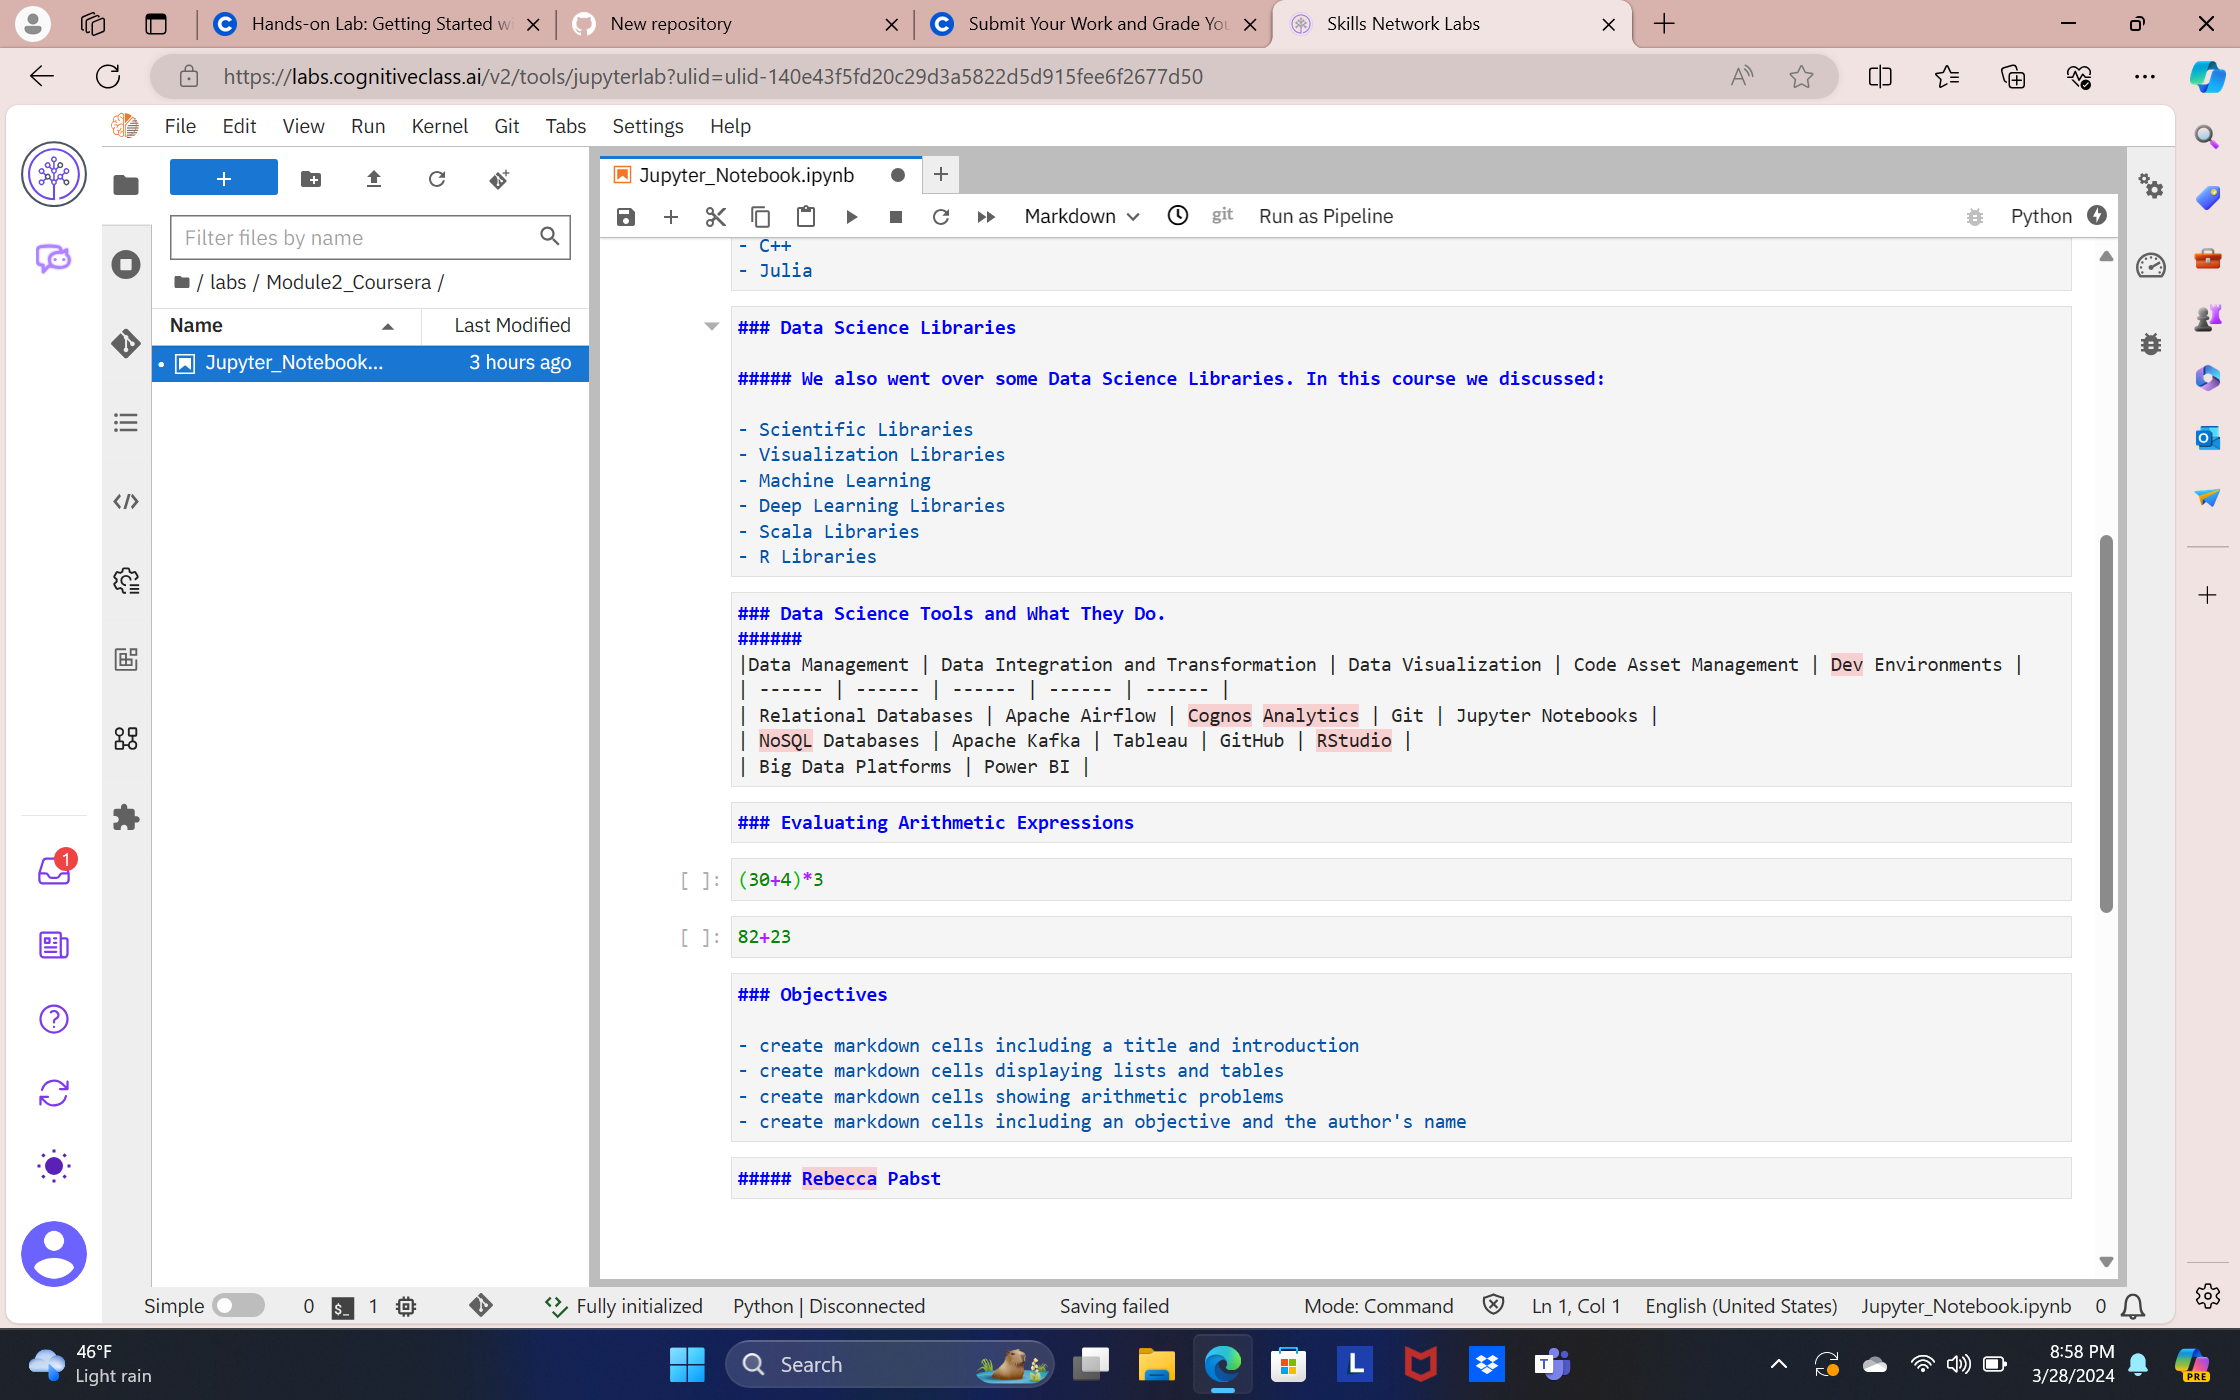 Hands-on Lab: Getting Started w
New repository
Submit Your Work and Grade You
Skills Network Labs
https://labs.cognitiveclass.ai/v2/tools/jupyterlab?ulid=ulid-140e43f5fd20c29d3a5822d5d915fee6f2677d50
File Edit View Run Kernel Git Tabs Settings Help
Jupyter_Notebook.ipynb
Filter files by name
Markdown
git
Run as Pipeline
Python
/ labs / Module2_Coursera /
Name
Last Modified
Jupyter_Notebook...
3 hours ago
- C++
- Julia
### Data Science Libraries
##### We also went over some Data Science Libraries. In this course we discussed:
- Scientific Libraries
- Visualization Libraries
- Machine Learning
- Deep Learning Libraries
- Scala Libraries
- R Libraries
### Data Science Tools and What They Do.
######
|Data Management | Data Integration and Transformation | Data Visualization | Code Asset Management | Dev Environments |
| ------ | ------ | ------ | ------ | ------ |
| Relational Databases | Apache Airflow | Cognos Analytics | Git | Jupyter Notebooks |
| NoSQL Databases | Apache Kafka | Tableau | GitHub | RStudio |
| Big Data Platforms | Power BI |
### Evaluating Arithmetic Expressions
[ ]: (30+4)*3
[ ]: 82+23
### Objectives
- create markdown cells including a title and introduction
- create markdown cells displaying lists and tables
- create markdown cells showing arithmetic problems
- create markdown cells including an objective and the author's name
##### Rebecca Pabst
1
Simple
0
$_
1
Fully initialized
Python | Disconnected
Saving failed
Mode: Command
Ln 1, Col 1
English (United States)
Jupyter_Notebook.ipynb
0
46°F
Light rain
Search
L
T
8:58 PM
3/28/2024
PRE